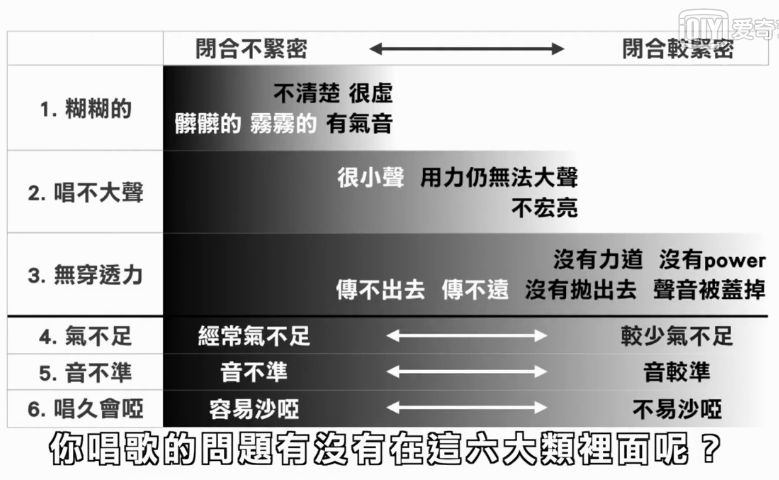 iQIYI 愛奇
閉合不緊密 閉合較緊密
1. 糊糊的
不清楚 很虛
髒髒的 霧霧的 有氣音
2. 唱不大聲
很小聲 用力仍無法大聲
不宏亮
3. 無穿透力
沒有力道 沒有power
傳不出去 傳不遠 沒有拋出去 聲音被蓋掉
4. 氣不足 經常氣不足 較少氣不足
5. 音不準 音不準 音較準
6. 唱久會啞 容易沙啞 不易沙啞
你唱歌的問題有沒有在這六大類裡面呢？